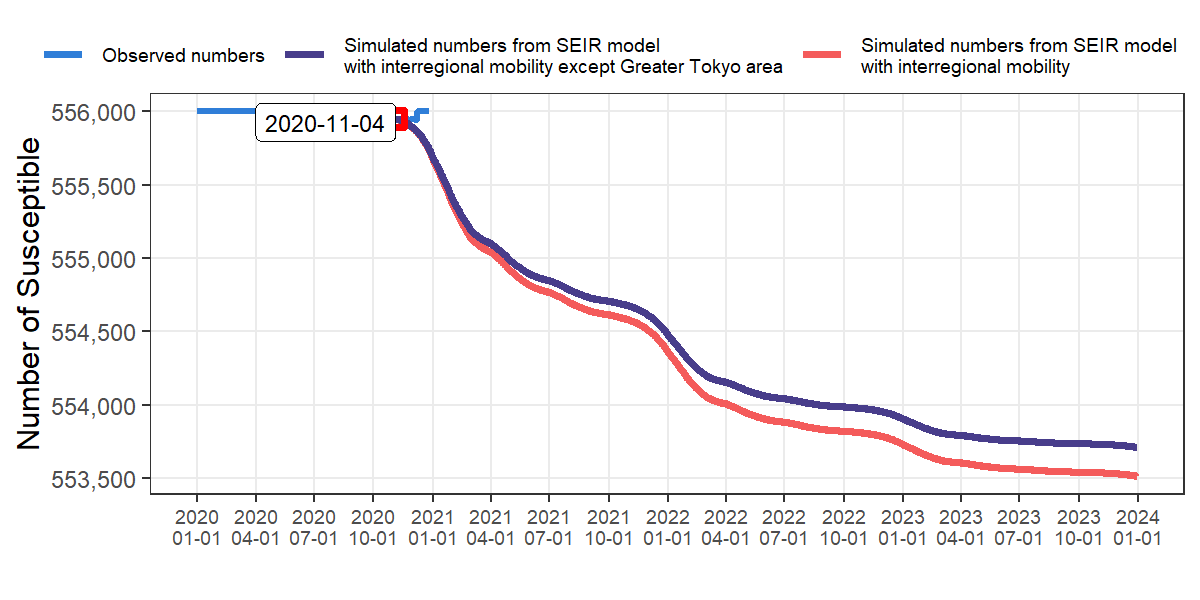 Observed numbers
Simulated numbers from SEIR model
with interregional mobility except Greater Tokyo area
Simulated numbers from SEIR model
with interregional mobility
Number of Susceptible
556,000
555,500
555,000
554,500
554,000
553,500
2020-11-04
2020 2020 2020 2020 2021 2021 2021 2021 2022 2022 2022 2022 2023 2023 2023 2023 2024
01-01 04-01 07-01 10-01 01-01 04-01 07-01 10-01 01-01 04-01 07-01 10-01 01-01 04-01 07-01 10-01 01-01